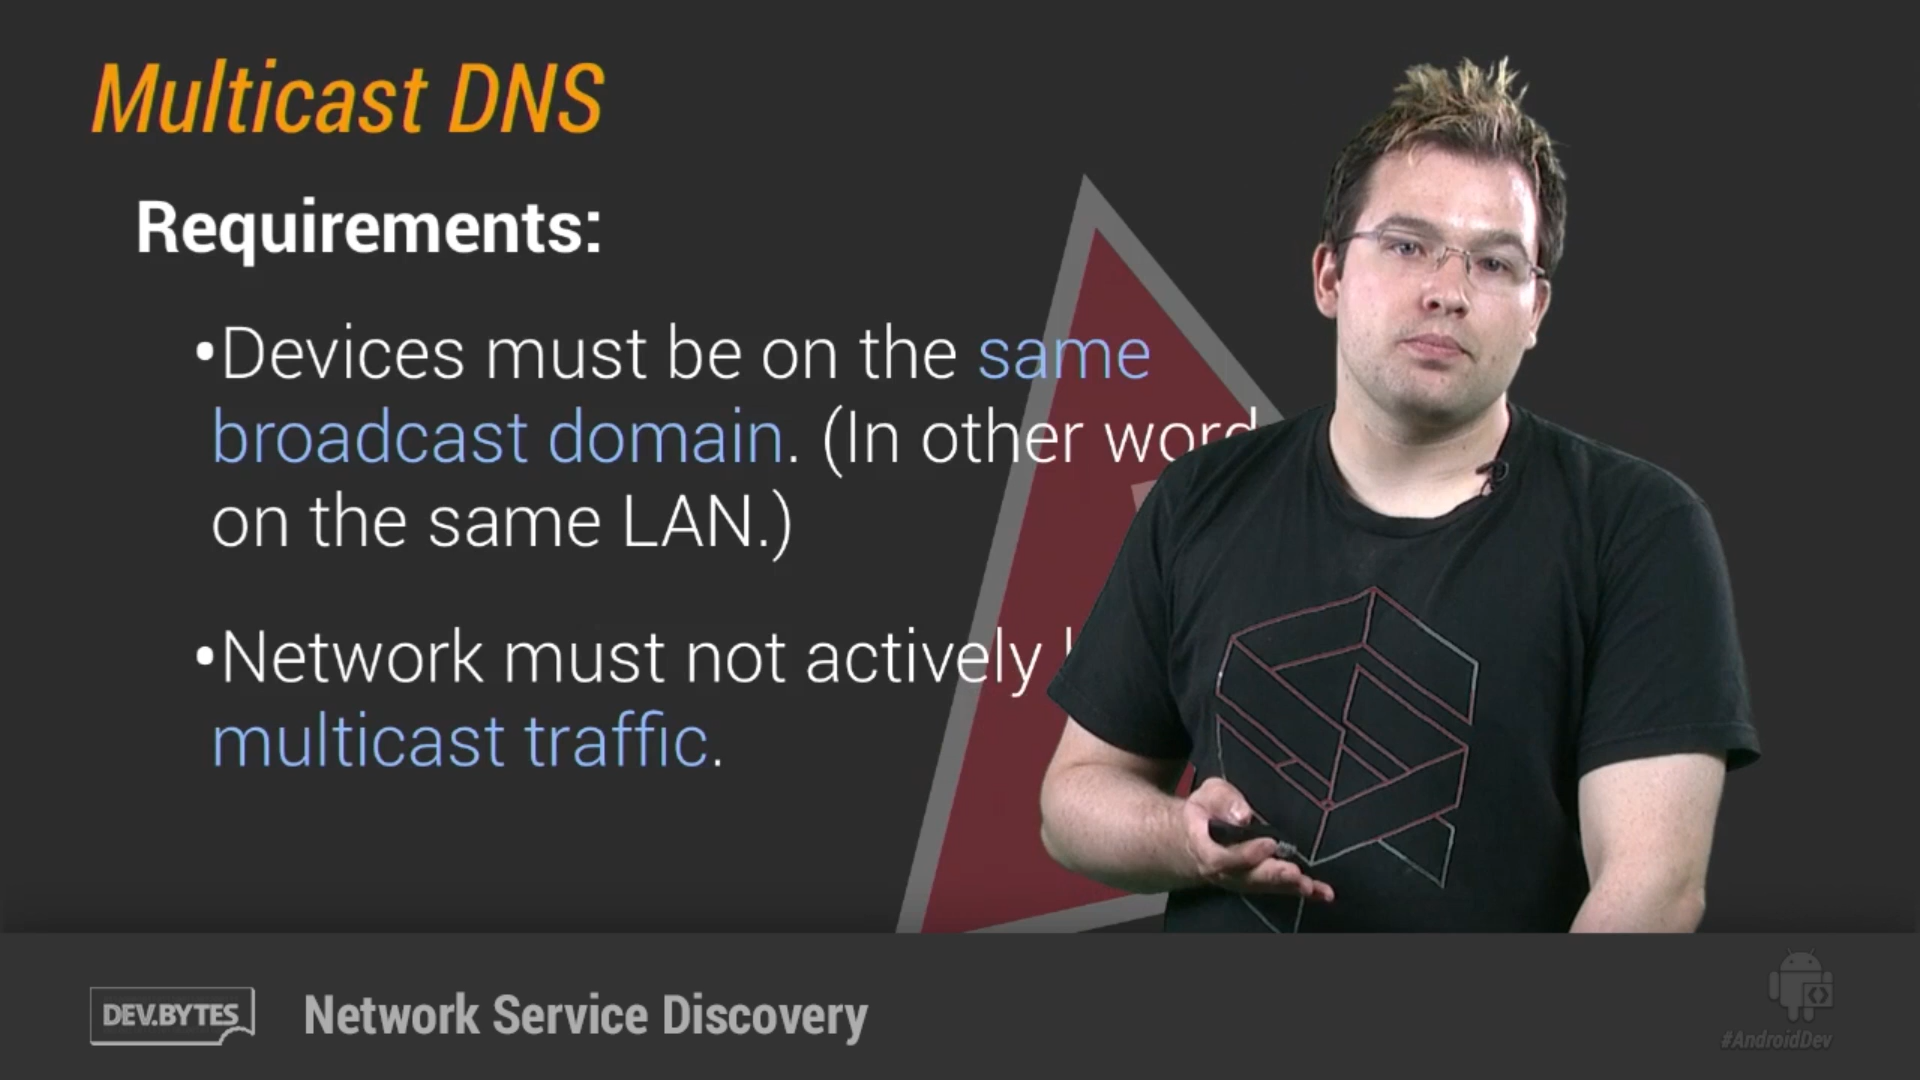 Multicast DNS
Requirements:
•Devices must be on the same
broadcast domain. (In other
on the same LAN.)
•Network must not actively
multicast traffic.
DEV.BYTES
Network Service Discovery
#AndroidDev